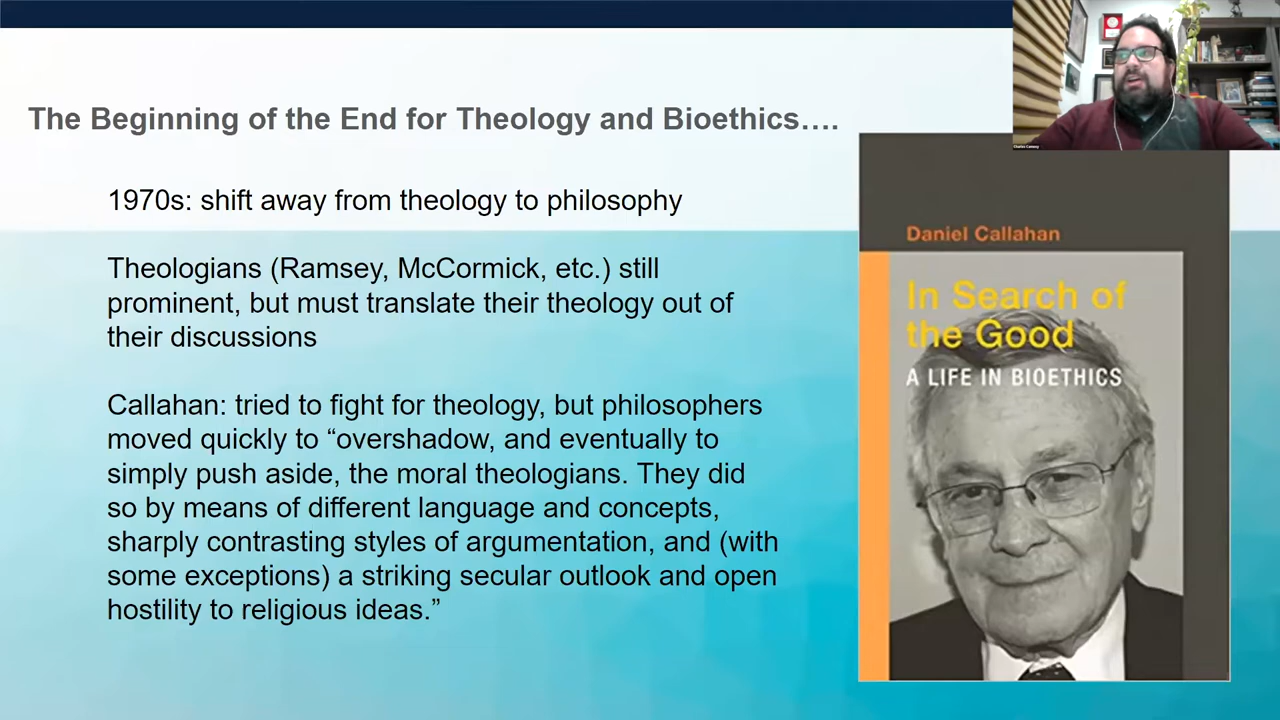 The Beginning of the End for Theology and Bioethics….
1970s: shift away from theology to philosophy
Theologians (Ramsey, McCormick, etc.) still
prominent, but must translate their theology out of
their discussions
Callahan: tried to fight for theology, but philosophers
moved quickly to “overshadow, and eventually to
simply push aside, the moral theologians. They did
so by means of different language and concepts,
sharply contrasting styles of argumentation, and (with
some exceptions) a striking secular outlook and open
hostility to religious ideas.”
Daniel Callahan
In Search of
the Good
A LIFE IN BIOETHICS
Charles Camosy